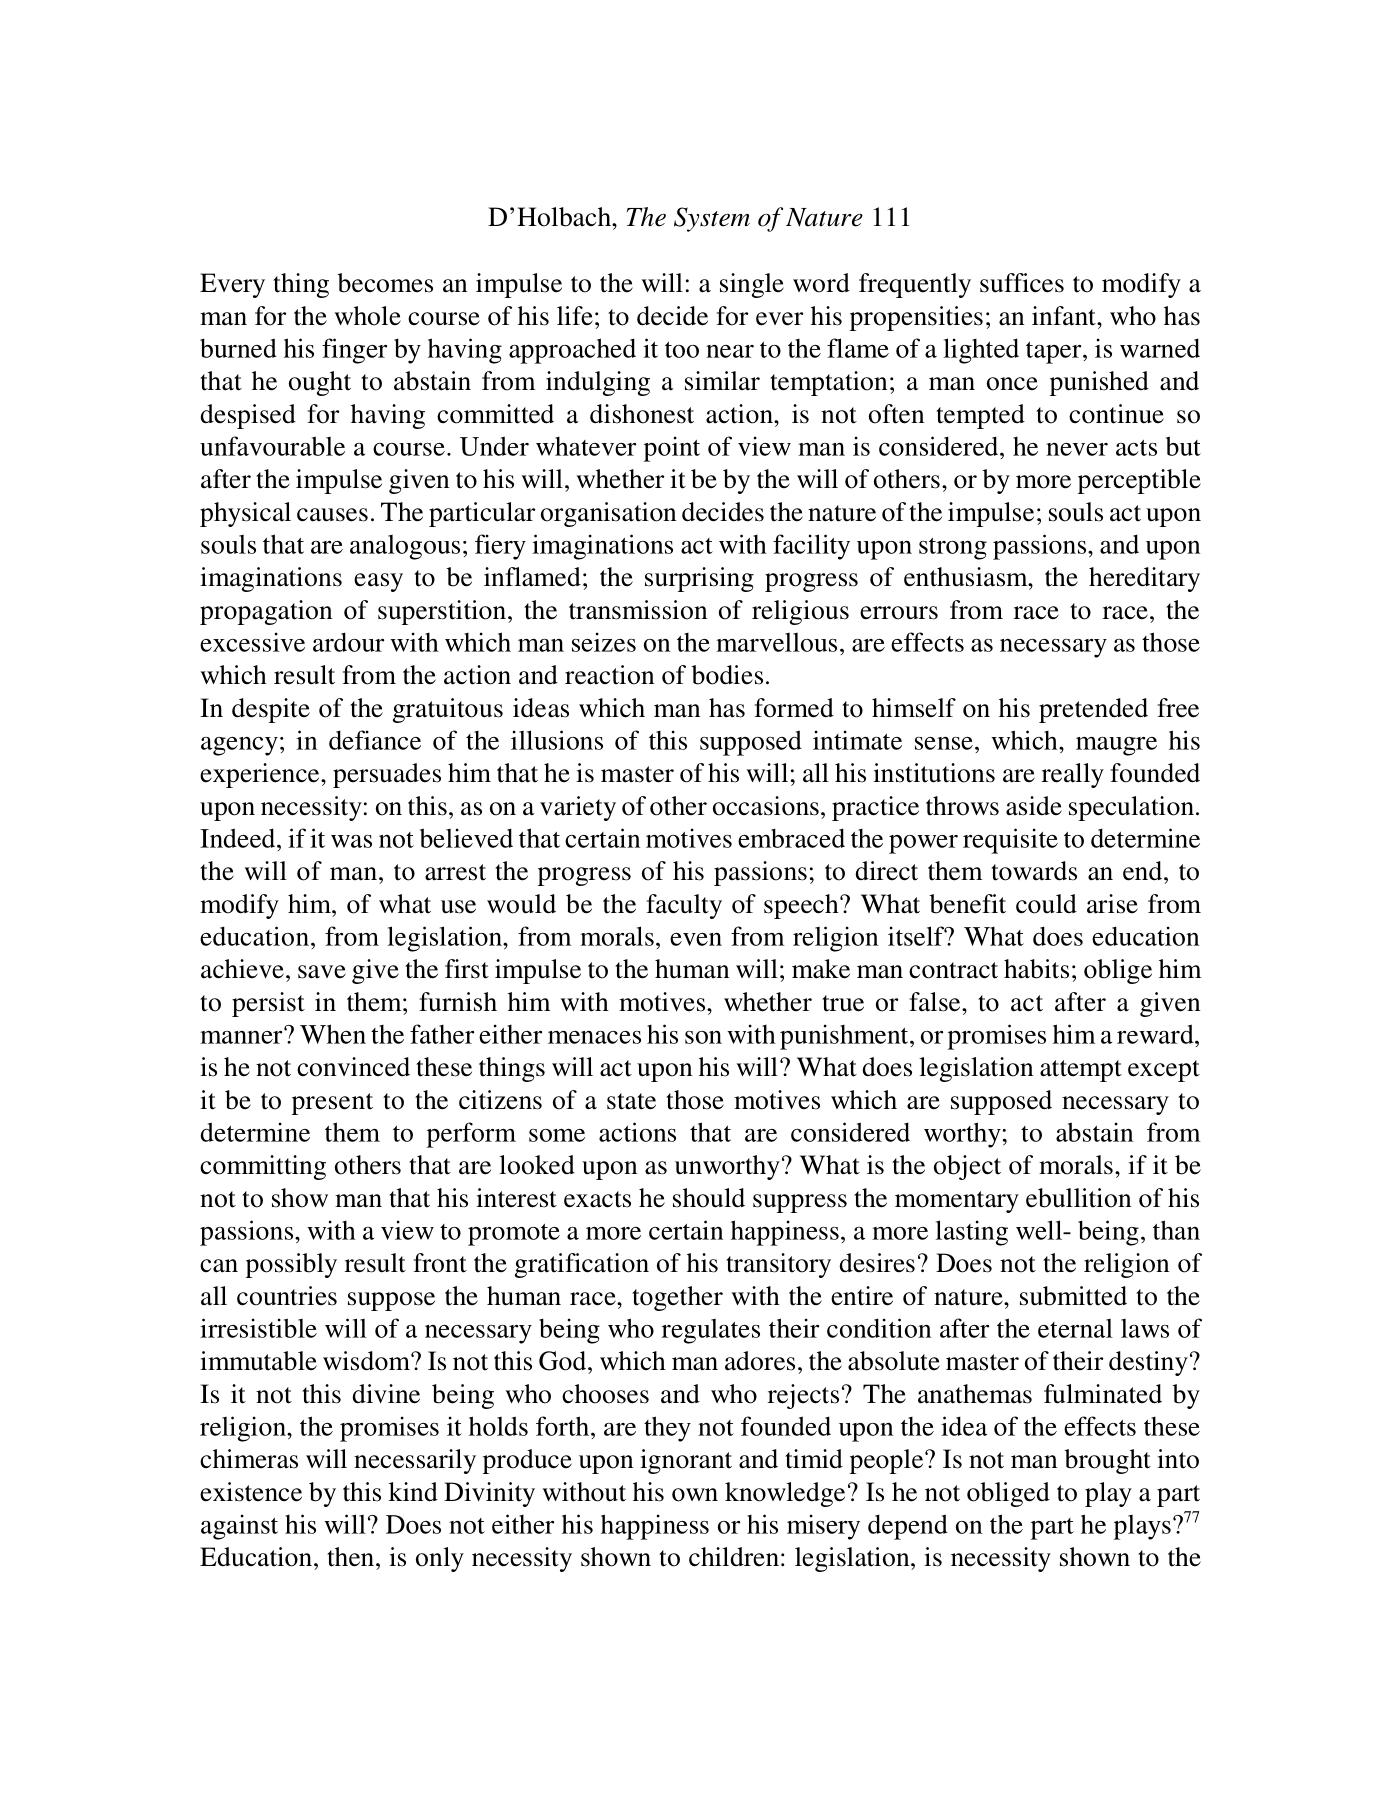 D’Holbach, The System of Nature 111
Every thing becomes an impulse to the will: a single word frequently suffices to modify a
man for the whole course of his life; to decide for ever his propensities; an infant, who has
burned his finger by having approached it too near to the flame of a lighted taper, is warned
that he ought to abstain from indulging a similar temptation; a man once punished and
despised for having committed a dishonest action, is not often tempted to continue so
unfavourable a course. Under whatever point of view man is considered, he never acts but
after the impulse given to his will, whether it be by the will of others, or by more perceptible
physical causes. The particular organisation decides the nature of the impulse; souls act upon
souls that are analogous; fiery imaginations act with facility upon strong passions, and upon
imaginations easy to be inflamed; the surprising progress of enthusiasm, the hereditary
propagation of superstition, the transmission of religious errours from race to race, the
excessive ardour with which man seizes on the marvellous, are effects as necessary as those
which result from the action and reaction of bodies.
In despite of the gratuitous ideas which man has formed to himself on his pretended free
agency; in defiance of the illusions of this supposed intimate sense, which, maugre his
experience, persuades him that he is master of his will; all his institutions are really founded
upon necessity: on this, as on a variety of other occasions, practice throws aside speculation.
Indeed, if it was not believed that certain motives embraced the power requisite to determine
the will of man, to arrest the progress of his passions; to direct them towards an end, to
modify him, of what use would be the faculty of speech? What benefit could arise from
education, from legislation, from morals, even from religion itself? What does education
achieve, save give the first impulse to the human will; make man contract habits; oblige him
to persist in them; furnish him with motives, whether true or false, to act after a given
manner? When the father either menaces his son with punishment, or promises him a reward,
is he not convinced these things will act upon his will? What does legislation attempt except
it be to present to the citizens of a state those motives which are supposed necessary to
determine them to perform some actions that are considered worthy; to abstain from
committing others that are looked upon as unworthy? What is the object of morals, if it be
not to show man that his interest exacts he should suppress the momentary ebullition of his
passions, with a view to promote a more certain happiness, a more lasting well- being, than
can possibly result front the gratification of his transitory desires? Does not the religion of
all countries suppose the human race, together with the entire of nature, submitted to the
irresistible will of a necessary being who regulates their condition after the eternal laws of
immutable wisdom? Is not this God, which man adores, the absolute master of their destiny?
Is it not this divine being who chooses and who rejects? The anathemas fulminated by
religion, the promises it holds forth, are they not founded upon the idea of the effects these
chimeras will necessarily produce upon ignorant and timid people? Is not man brought into
existence by this kind Divinity without his own knowledge? Is he not obliged to play a part
against his will? Does not either his happiness or his misery depend on the part he plays?77
Education, then, is only necessity shown to children: legislation, is necessity shown to the